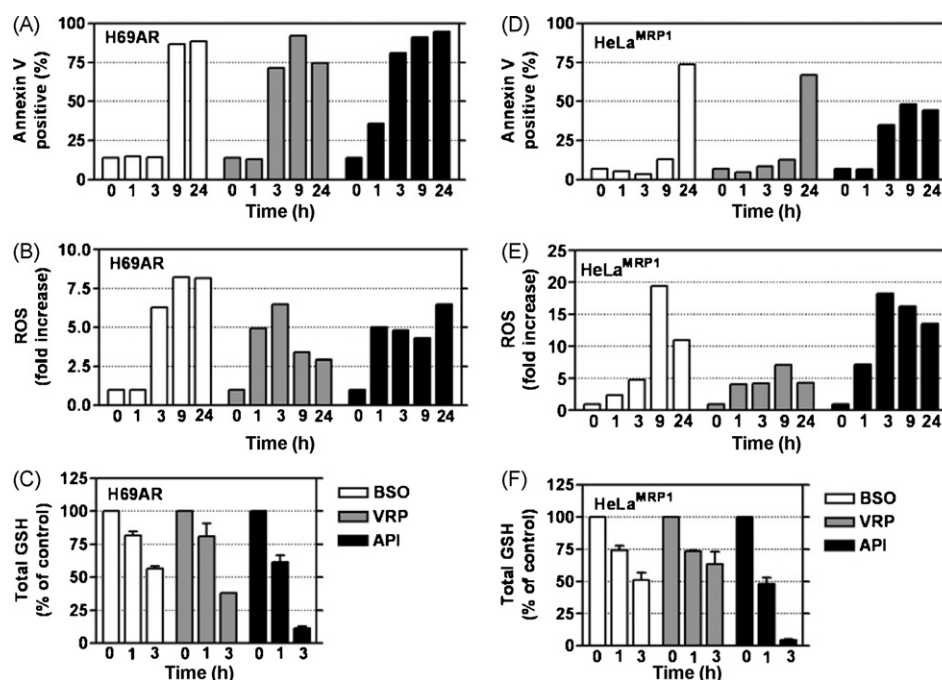 (A)
H69AR
Annexin V
positive (%)
100
75
50
25
0
0 1 3 9 24 0 1 3 9 24 0 1 3 9 24
Time (h)
(B)
H69AR
ROS
(fold increase)
10.0
7.5
5.0
2.5
0.0
0 1 3 9 24 0 1 3 9 24 0 1 3 9 24
Time (h)
(C)
H69AR
Total GSH
(% of control)
125
100
75
50
25
0
0 1 3 0 1 3 0 1 3
Time (h)
BSO
VRP
API
(D)
HeLa^MRP1
Annexin V
positive (%)
100
75
50
25
0
0 1 3 9 24 0 1 3 9 24 0 1 3 9 24
Time (h)
(E)
HeLa^MRP1
ROS
(fold increase)
25
20
15
10
5
0
0 1 3 9 24 0 1 3 9 24 0 1 3 9 24
Time (h)
(F)
HeLa^MRP1
Total GSH
(% of control)
125
100
75
50
25
0
0 1 3 0 1 3 0 1 3
Time (h)
BSO
VRP
API